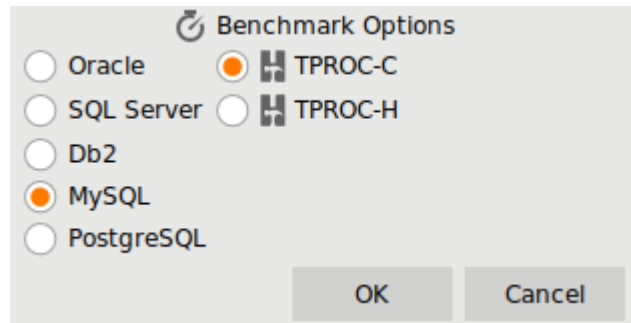 Benchmark Options
Oracle TPROC-C
SQL Server TPROC-H
Db2
MySQL
PostgreSQL
OK Cancel